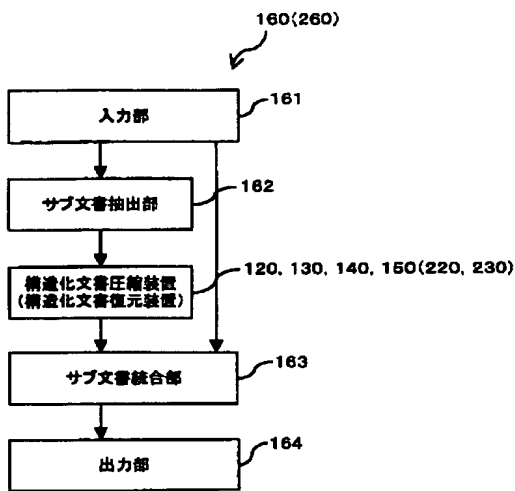 160(260)
入力部
161
サブ文書抽出部
162
構造化文書圧縮装置
(構造化文書復元装置)
120, 130, 140, 150(220, 230)
サブ文書統合部
163
出力部
164